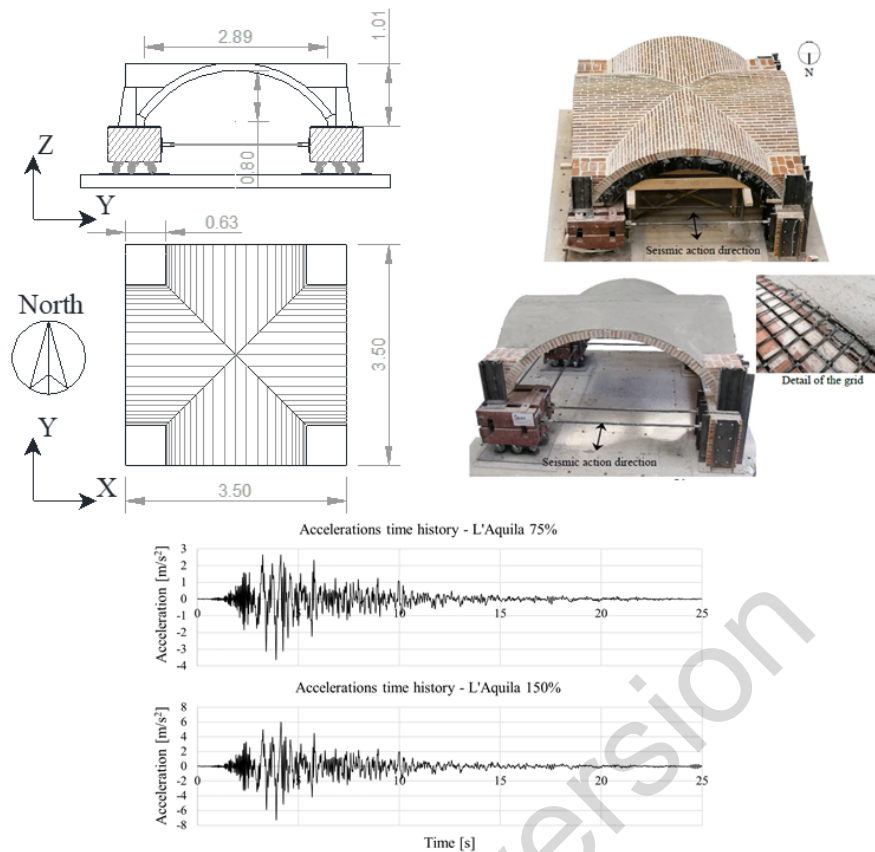 2.89
1.01
Z
0.80
Y
0.63
North
3.50
Y
X
3.50
N
Seismic action direction
Detail of the grid
Seismic action direction
Accelerations time history - L'Aquila 75%
Acceleration [m/s²]
3
2
1
0
-1
-2
-3
-4
0
5
10
15
20
25
Accelerations time history - L'Aquila 150%
Acceleration [m/s²]
8
6
4
2
0
-2
-4
-6
-8
0
5
10
15
20
25
Time [s]
version